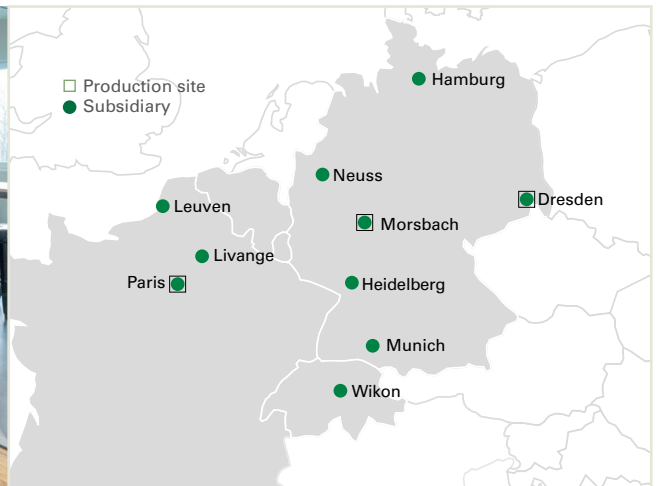 Production site
Subsidiary
Hamburg
Neuss
Dresden
Leuven
Morsbach
Livange
Paris
Heidelberg
Munich
Wikon